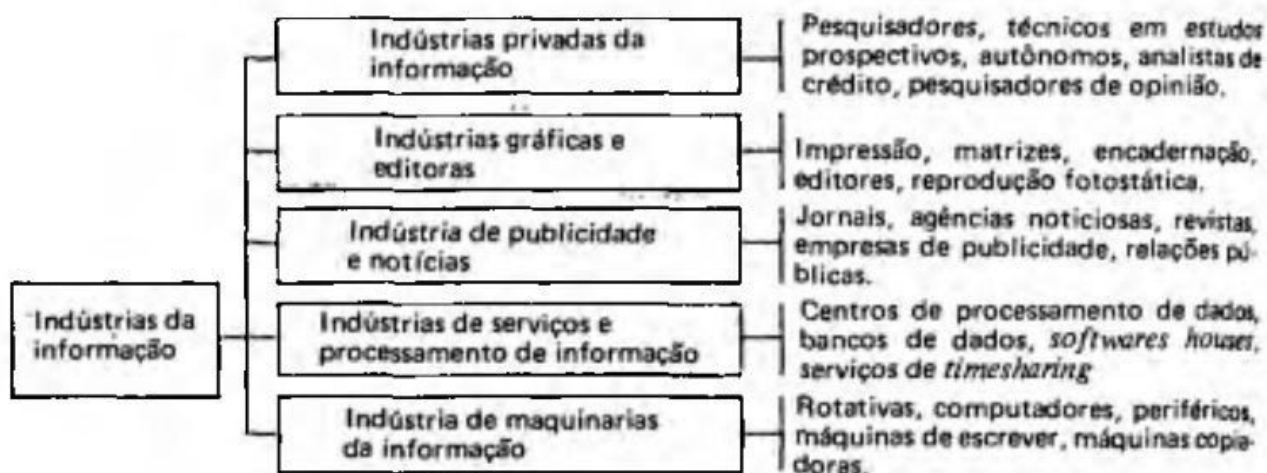 Indústrias da
informação
Indústrias privadas da
informação
Pesquisadores, técnicos em estudos
prospectivos, autônomos, analistas de
crédito, pesquisadores de opinião.
Indústrias gráficas e
editoras
Impressão, matrizes, encadernação,
editores, reprodução fotostática.
Indústria de publicidade
e notícias
Jornais, agências noticiosas, revistas,
empresas de publicidade, relações pú-
blicas.
Indústrias de serviços e
processamento de informação
Centros de processamento de dados,
bancos de dados, softwares houses,
serviços de timesharing
Indústria de maquinarias
da informação
Rotativas, computadores, periféricos,
máquinas de escrever, máquinas copia-
doras.